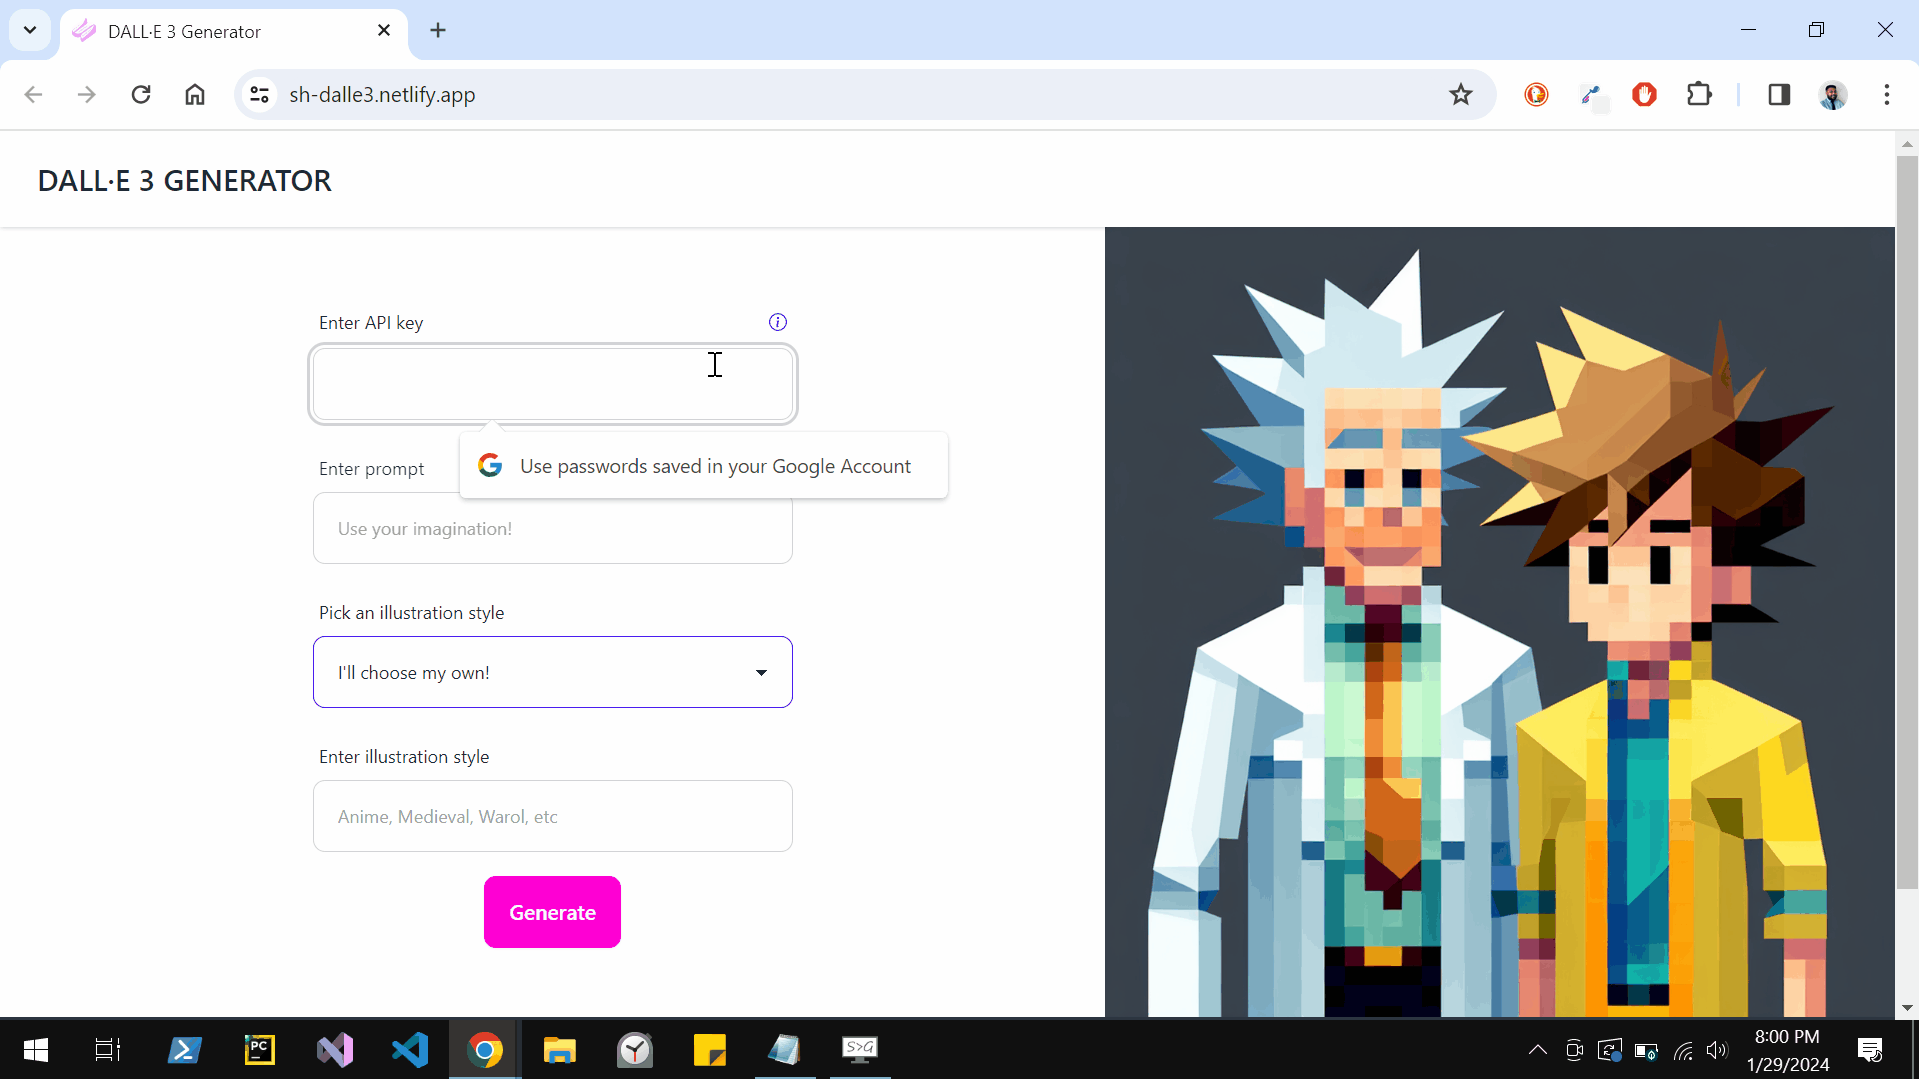 DALL·E 3 Generator
sh-dalle3.netlify.app
DALL·E 3 GENERATOR
Enter API key
Use passwords saved in your Google Account
Enter prompt
Use your imagination!
Pick an illustration style
I'll choose my own!
Enter illustration style
Anime, Medieval, Warol, etc
Generate
PC
S>G
8:00 PM
1/29/2024